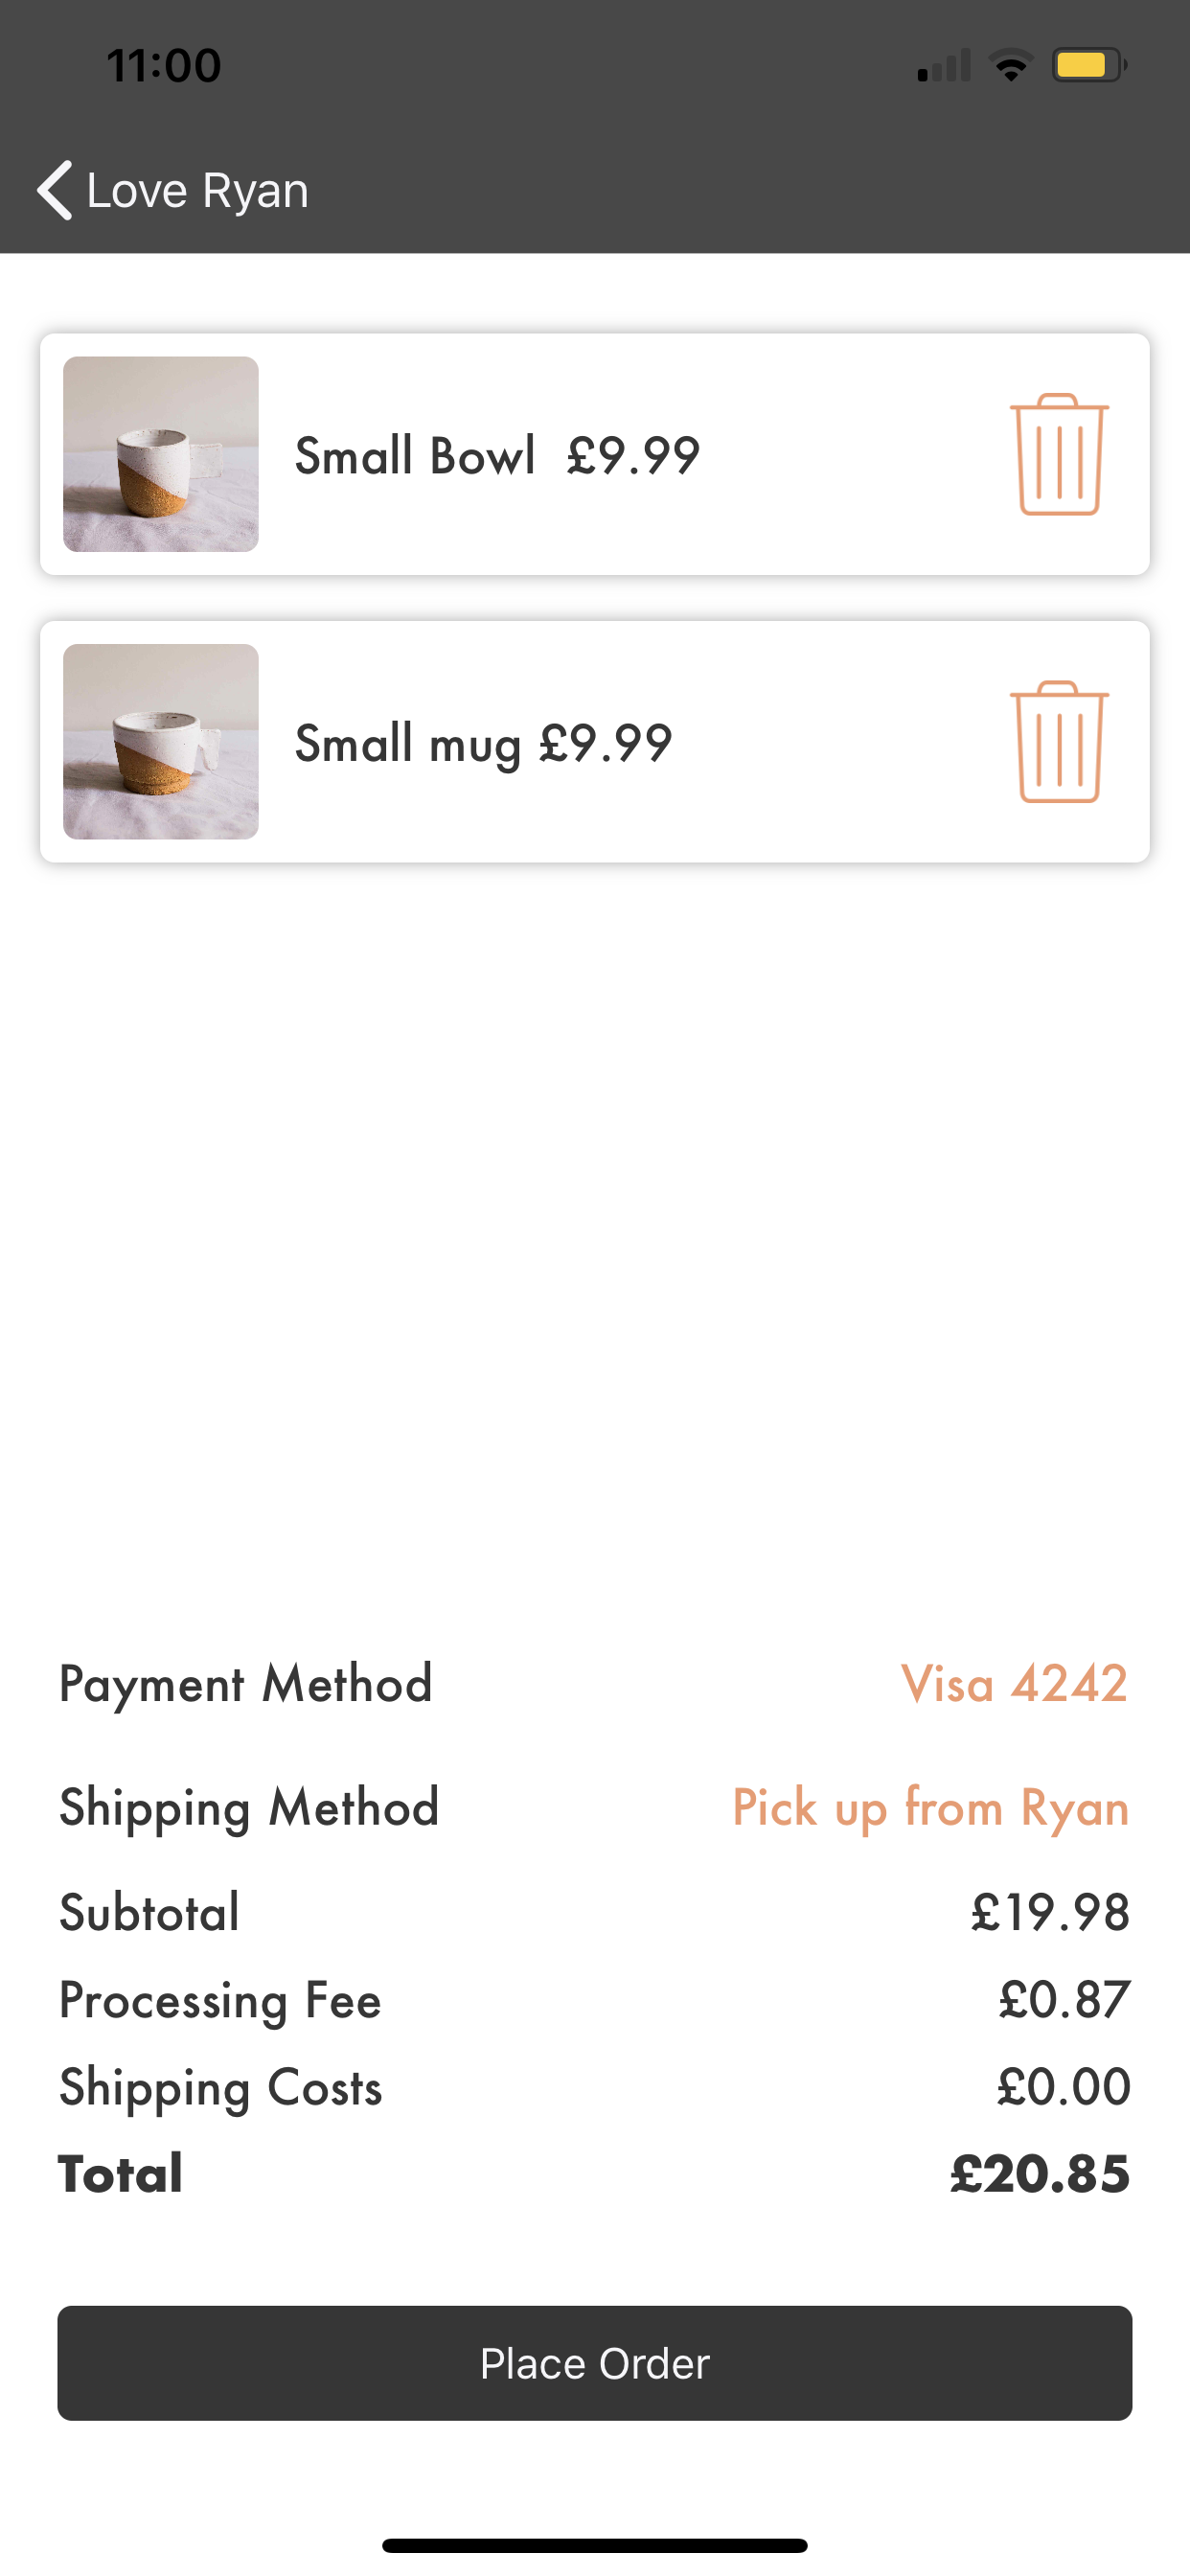 11:00
Love Ryan
Small Bowl  £9.99
Small mug £9.99
Payment Method Visa 4242
Shipping Method Pick up from Ryan
Subtotal £19.98
Processing Fee £0.87
Shipping Costs £0.00
Total £20.85
Place Order